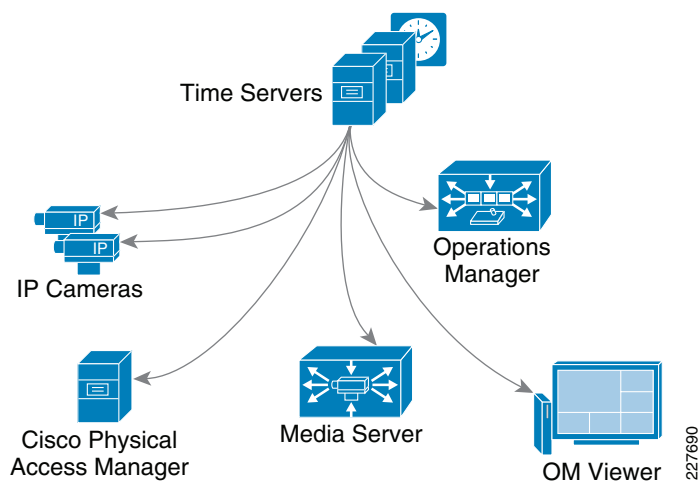 Time Servers
IP
IP
IP Cameras
Operations
Manager
Cisco Physical
Access Manager
Media Server
OM Viewer
227690